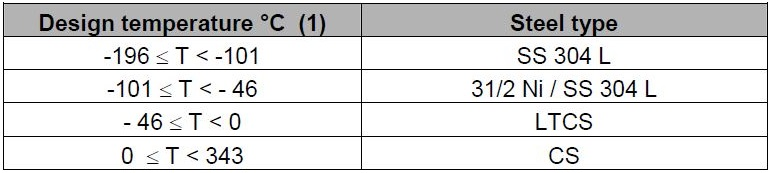 Design temperature °C (1) Steel type
-196 ≤ T < -101 SS 304 L
-101 ≤ T < - 46 31/2 Ni / SS 304 L
- 46 ≤ T < 0 LTCS
0 ≤ T < 343 CS